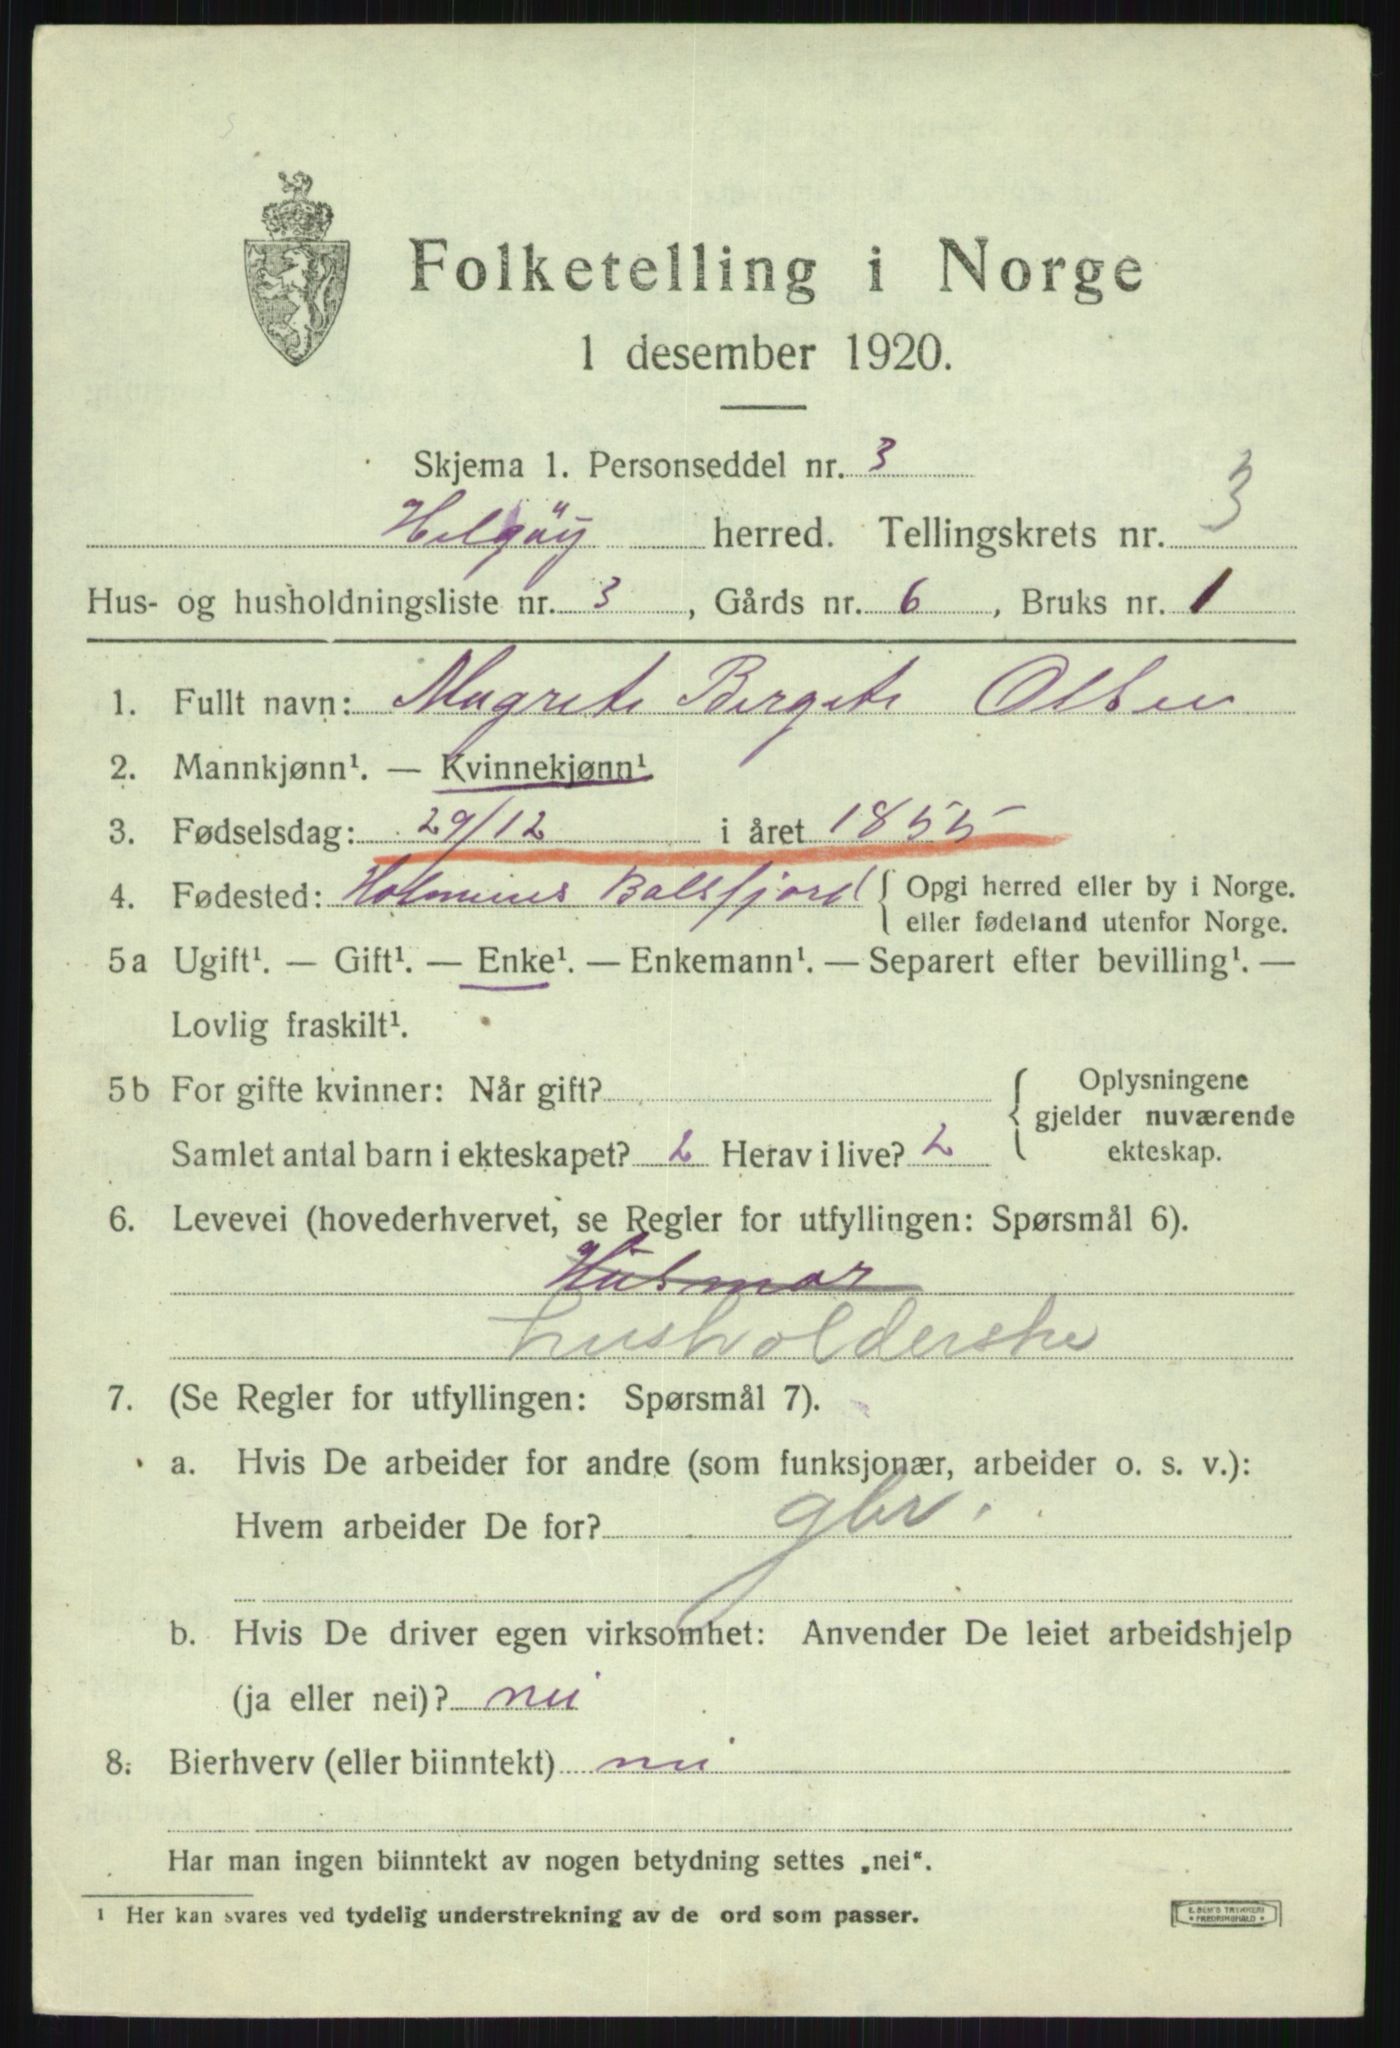 Folketelling i Norge
1 desember 1920.
Skjema 1. Personseddel nr. 3
Helgøy herred. Tellingskrets nr. 3
Hus- og husholdningsliste nr. 3, Gårds nr. 6, Bruks nr. 1
1. Fullt navn: Magrete Bergete Olsen
2. Mannkjønn¹. — Kvinnekjønn¹
3. Fødselsdag: 29/12 i året 1855
4. Fødested: Balsfjord { Opgi herred eller by i Norge.
eller fødeland utenfor Norge.
5a Ugift¹. — Gift¹. — Enke¹. — Enkemann¹. — Separert efter bevilling¹. —
Lovlig fraskilt¹.
5b For gifte kvinner: Når gift? { Oplysningene
gjelder nuværende
ekteskap.
Samlet antal barn i ekteskapet? 2 Herav i live? 2
6. Levevei (hovederhvervet, se Regler for utfyllingen: Spørsmål 6).
Husmor
husholderske
7. (Se Regler for utfyllingen: Spørsmål 7).
a. Hvis De arbeider for andre (som funksjonær, arbeider o. s. v.):
Hvem arbeider De for? gbr.
b. Hvis De driver egen virksomhet: Anvender De leiet arbeidshjelp
(ja eller nei)? nei
8. Bierhverv (eller biinntekt) nei
Har man ingen biinntekt av nogen betydning settes „nei“.
¹ Her kan svares ved tydelig understrekning av de ord som passer.
E. SEM'S TRYKKERI
* FREDRIKSHALD *